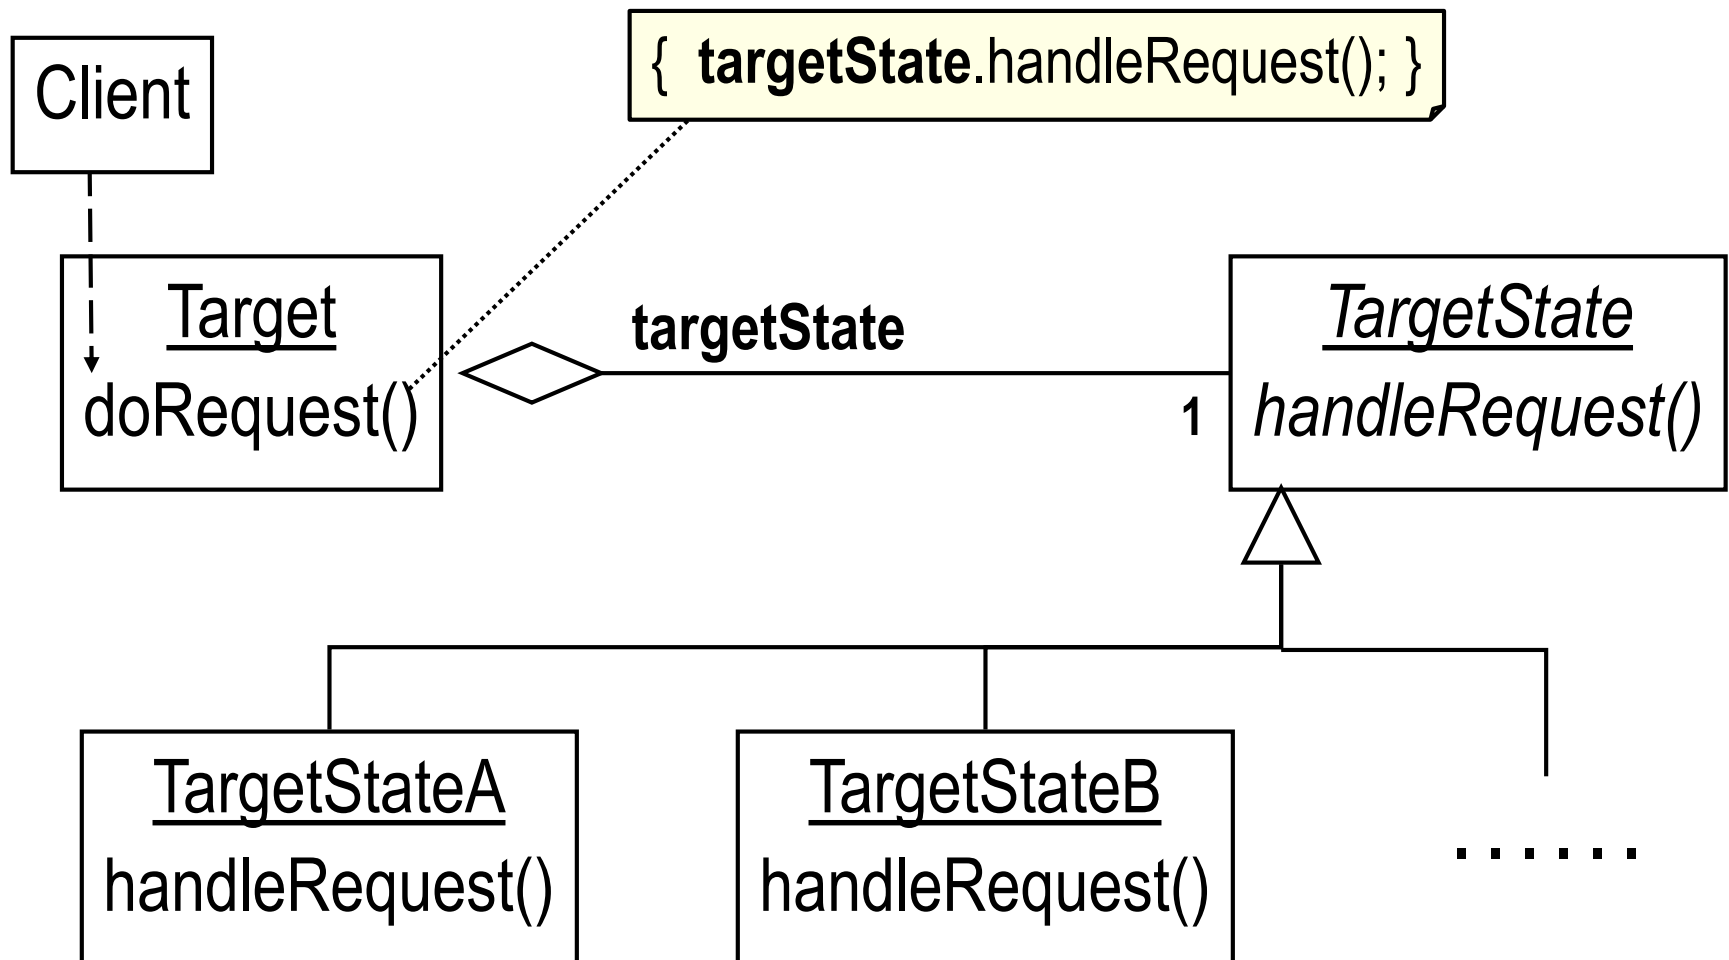 Client
{ targetState.handleRequest(); }
Target
doRequest()
targetState
1
TargetState
handleRequest()
TargetStateA
handleRequest()
TargetStateB
handleRequest()
......